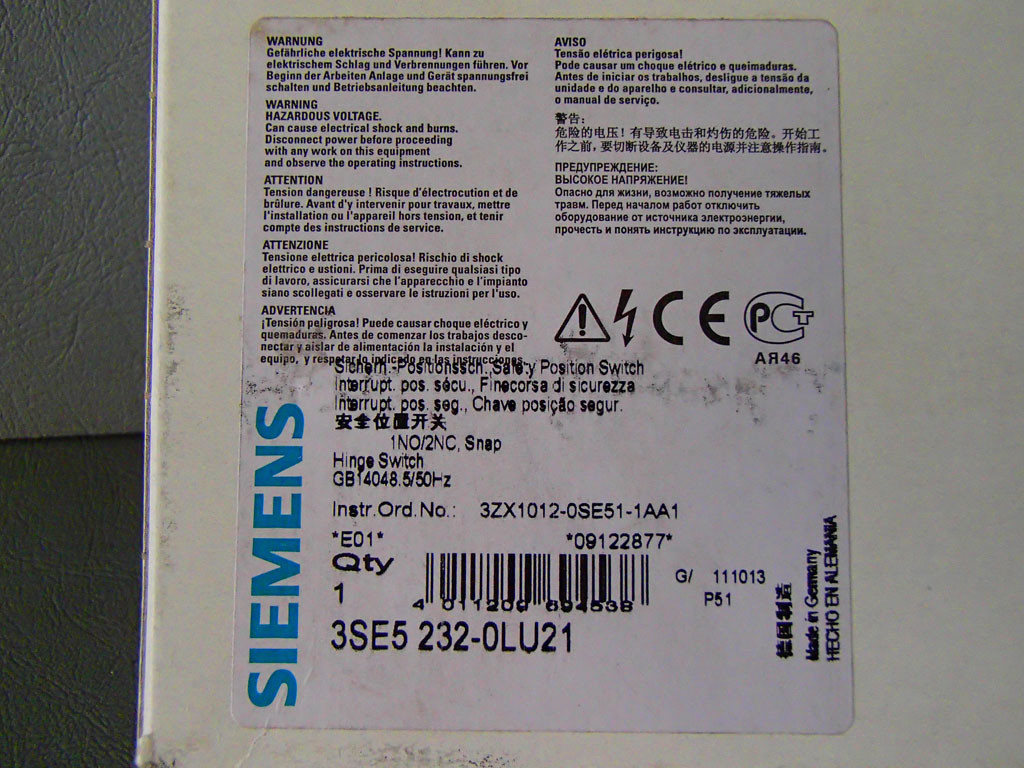 WARNUNG
Gefährliche elektrische Spannung! Kann zu
elektrischem Schlag und Verbrennungen führen. Vor
Beginn der Arbeiten Anlage und Gerät spannungsfrei
schalten und Betriebsanleitung beachten.
WARNING
HAZARDOUS VOLTAGE.
Can cause electrical shock and burns.
Disconnect power before proceeding
with any work on this equipment
and observe the operating instructions.
ATTENTION
Tension dangereuse ! Risque d'électrocution et de
brûlure. Avant d'y intervenir pour travaux, mettre
l'installation ou l'appareil hors tension, et tenir
compte des instructions de service.
ATTENZIONE
Tensione elettrica pericolosa! Rischio di shock
elettrico e ustioni. Prima di eseguire qualsiasi tipo
di lavoro, assicurarsi che l'apparecchio e l'impianto
siano scollegati e osservare le istruzioni per l'uso.
ADVERTENCIA
¡Tensión peligrosa! Puede causar choque eléctrico y
quemaduras. Antes de comenzar los trabajos desco-
nectar y aislar de alimentación la instalación y el
equipo, y respetar lo indicado en las instrucciones.
AVISO
Tensão elétrica perigosa!
Pode causar um choque elétrico e queimaduras.
Antes de iniciar os trabalhos, desligue a tensão da
unidade e do aparelho e consultar, adicionalmente,
o manual de serviço.
警告:
危险的电压!有导致电击和灼伤的危险。开始工
作之前,要切断设备及仪器的电源并注意操作指南。
ПРЕДУПРЕЖДЕНИЕ:
ВЫСОКОЕ НАПРЯЖЕНИЕ!
Опасно для жизни, возможно получение тяжелых
травм. Перед началом работ отключить
оборудование от источника электроэнергии,
прочесть и понять инструкцию по эксплуатации.
CE
РСТ
АЯ46
Sicherh.-Positionssch.,Safety Position Switch
Interrupt. pos. sécu., Finecorsa di sicurezza
Interrupt. pos. seg., Chave posição segur.
安全位置开关
1NO/2NC, Snap
Hinge Switch
GB14048.5/50Hz
Instr.Ord.No.: 3ZX1012-0SE51-1AA1
*E01* *09122877*
Qty
1
4 011209 694538
G/ 111013
P51
3SE5 232-0LU21
SIEMENS
德国制造
Made in Germany
HECHO EN ALEMANIA